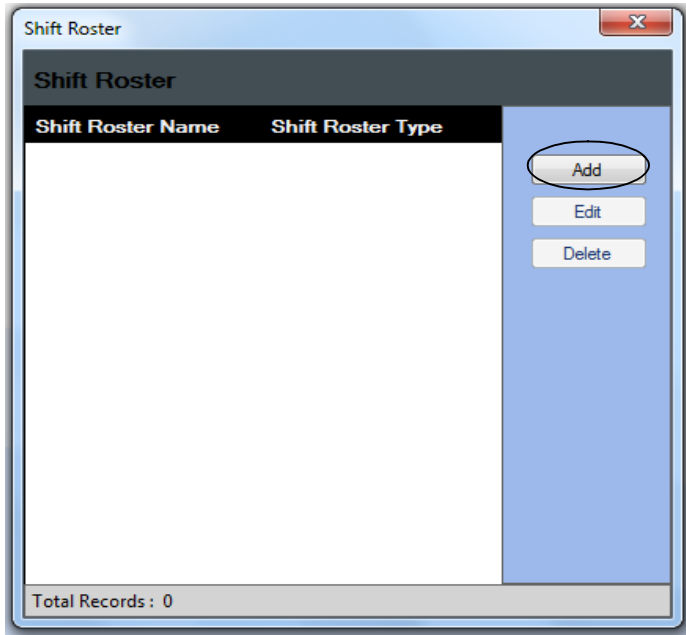 Shift Roster
Shift Roster
Shift Roster Name Shift Roster Type
Add
Edit
Delete
Total Records : 0